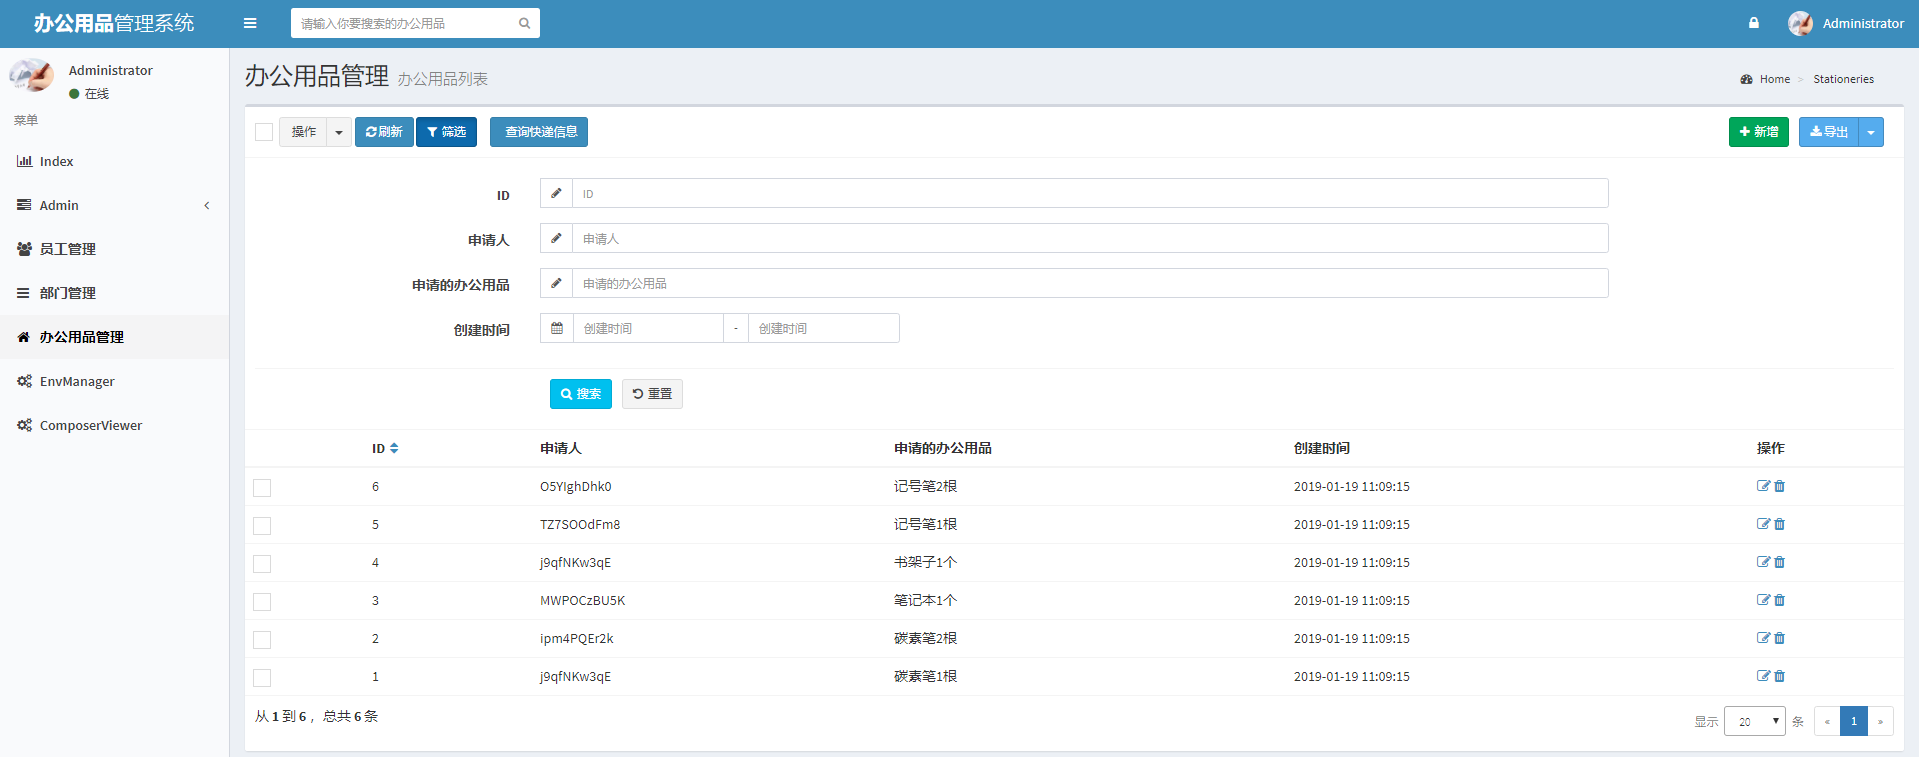 办公用品管理系统
请输入你要搜索的办公用品
Administrator
Administrator
在线
菜单
Index
Admin
员工管理
部门管理
办公用品管理
EnvManager
ComposerViewer
办公用品管理 办公用品列表
Home > Stationeries
操作 刷新 筛选 查询快递信息 新增 导出
ID ID
申请人 申请人
申请的办公用品 申请的办公用品
创建时间 创建时间 - 创建时间
搜索 重置
ID 申请人 申请的办公用品 创建时间 操作
6 O5YIghDhk0 记号笔2根 2019-01-19 11:09:15
5 TZ7SOOdFm8 记号笔1根 2019-01-19 11:09:15
4 j9qfNKw3qE 书架子1个 2019-01-19 11:09:15
3 MWPOCzBU5K 笔记本1个 2019-01-19 11:09:15
2 ipm4PQEr2k 碳素笔2根 2019-01-19 11:09:15
1 j9qfNKw3qE 碳素笔1根 2019-01-19 11:09:15
从 1 到 6 ，总共 6 条
显示 20 条 « 1 »